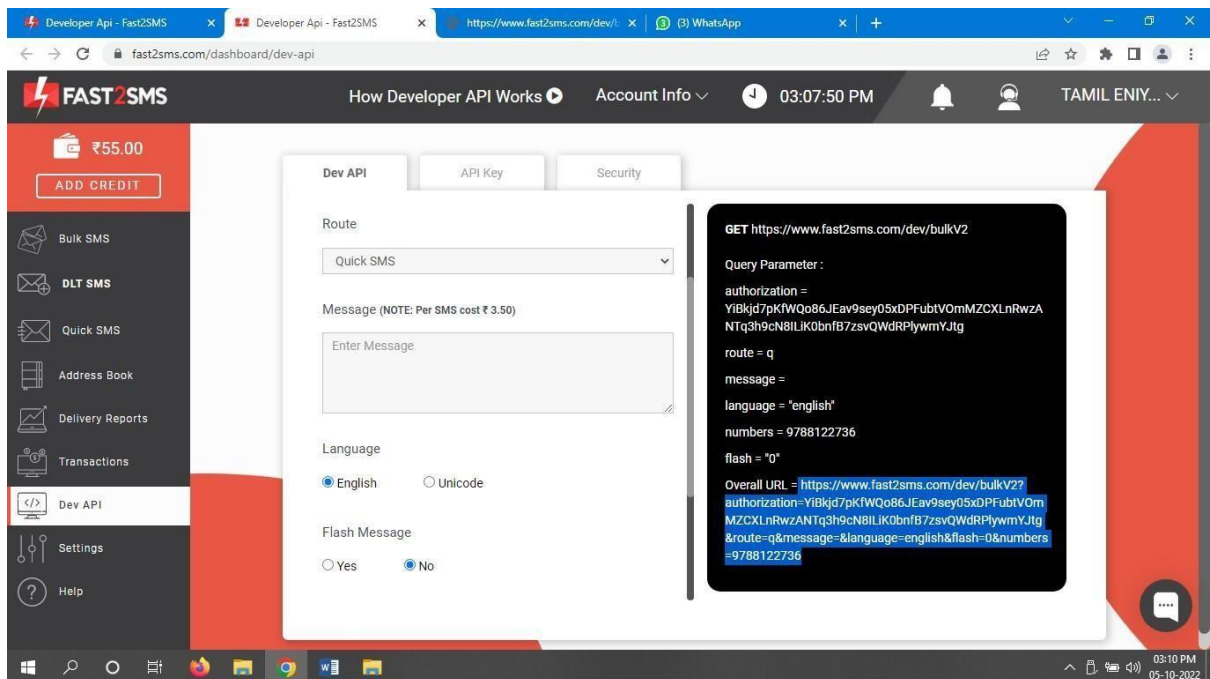 Developer Api - Fast2SMS
Developer Api - Fast2SMS
https://www.fast2sms.com/dev/b
(3) WhatsApp
fast2sms.com/dashboard/dev-api
FAST2SMS
How Developer API Works
Account Info
03:07:50 PM
TAMIL ENIY...
₹55.00
ADD CREDIT
Bulk SMS
DLT SMS
Quick SMS
Address Book
Delivery Reports
Transactions
Dev API
Settings
Help
Dev API
API Key
Security
Route
Quick SMS
Message (NOTE: Per SMS cost ₹ 3.50)
Enter Message
Language
English
Unicode
Flash Message
Yes
No
GET https://www.fast2sms.com/dev/bulkV2
Query Parameter :
authorization =
route = q
message =
language = "english"
numbers = 9788122736
flash = "0"
Overall URL = https://www.fast2sms.com/dev/bulkV2?
&route=q&message=&language=english&flash=0&numbers
=9788122736
03:10 PM
05-10-2022